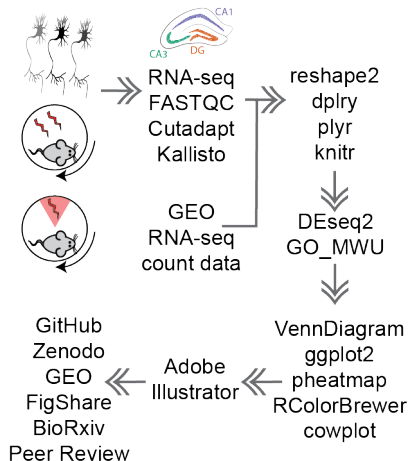 CA1
CA3
DG
RNA-seq
FASTQC
Cutadapt
Kallisto
GEO
RNA-seq
count data
reshape2
dplry
plyr
knitr
DEseq2
GO_MWU
VennDiagram
ggplot2
pheatmap
RColorBrewer
cowplot
Adobe
Illustrator
GitHub
Zenodo
GEO
FigShare
BioRxiv
Peer Review